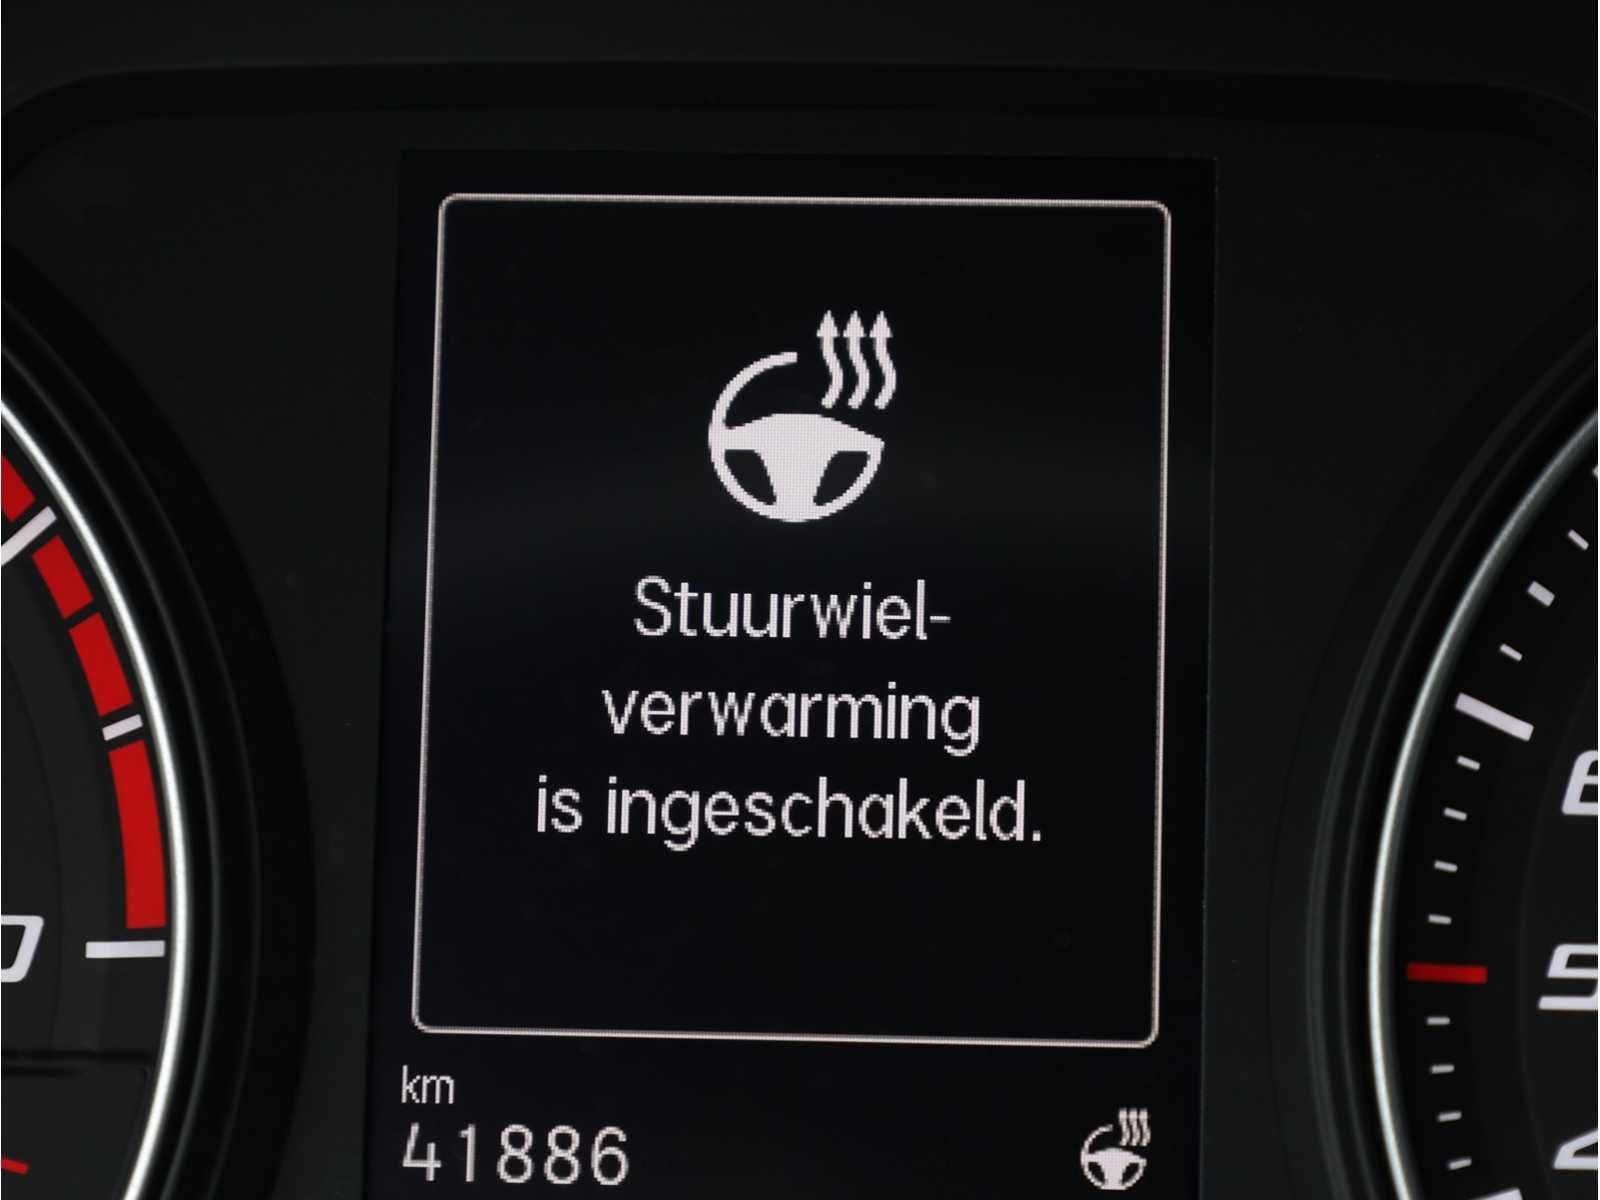 Stuurwiel-
verwarming
is ingeschakeld.
km
41886